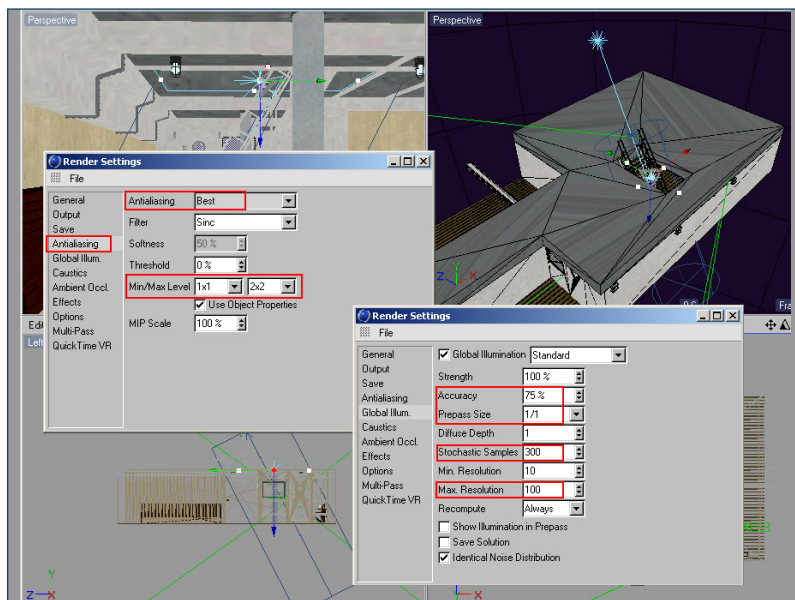 Perspective
Perspective
Render Settings
File
General
Output
Save
Antialiasing
Global Illum.
Caustics
Ambient Occl.
Effects
Options
Multi-Pass
QuickTime VR
Antialiasing Best
Filter Sinc
Softness 50 %
Threshold 0 %
Min/Max Level 1x1 2x2
Use Object Properties
MIP Scale 100 %
Y
Z X
Render Settings
File
General
Output
Save
Antialiasing
Global Illum.
Caustics
Ambient Occl.
Effects
Options
Multi-Pass
QuickTime VR
Global Illumination Standard
Strength 100 %
Accuracy 75 %
Prepass Size 1/1
Diffuse Depth 1
Stochastic Samples 300
Min. Resolution 10
Max. Resolution 100
Recompute Always
Show Illumination in Prepass
Save Solution
Identical Noise Distribution
Y
Z X
X